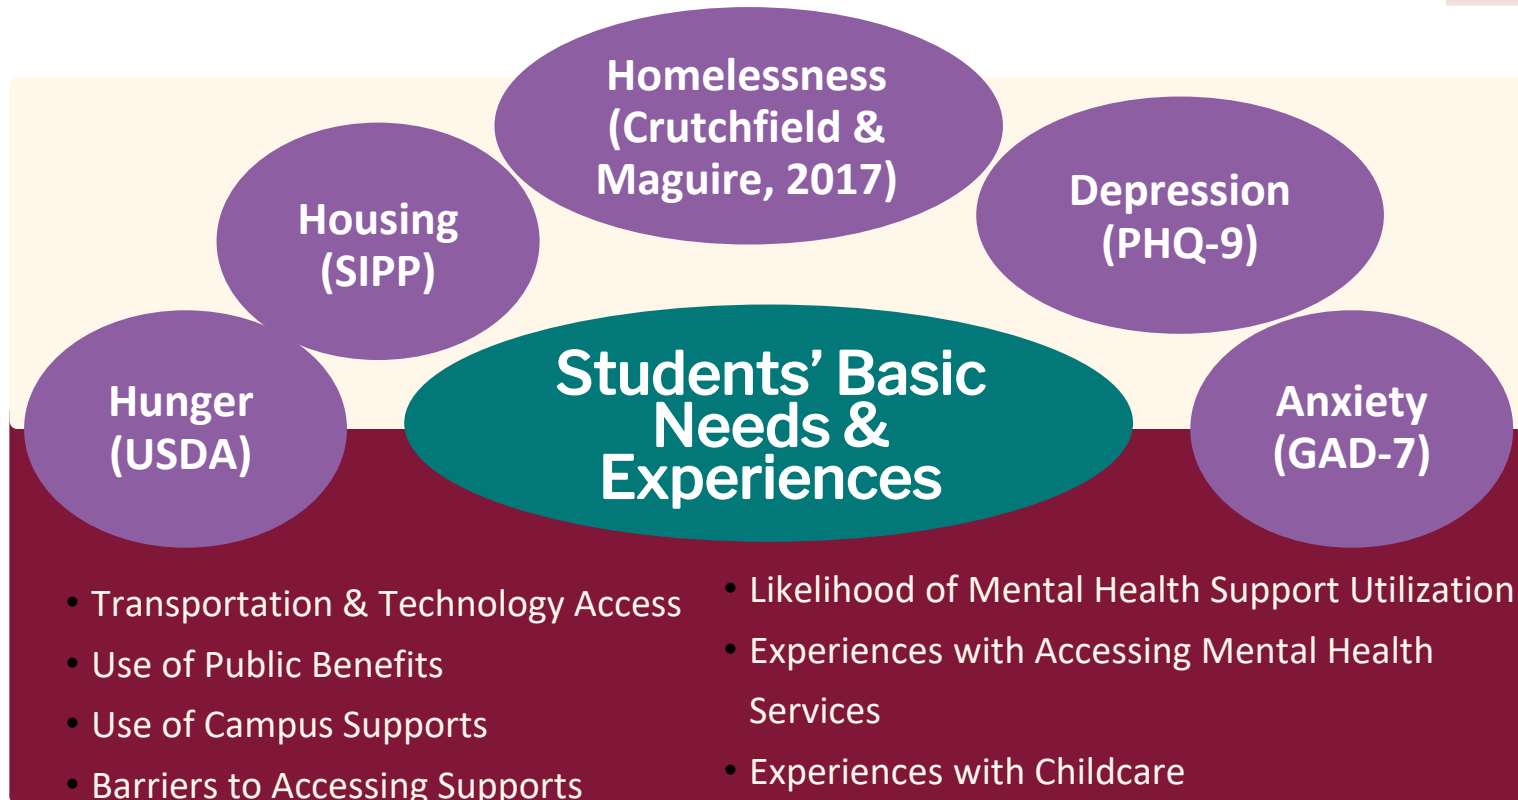 Homelessness
(Crutchfield &
Maguire, 2017)
Housing
(SIPP)
Depression
(PHQ-9)
Hunger
(USDA)
Students’ Basic
Needs &
Experiences
Anxiety
(GAD-7)
• Transportation & Technology Access
• Use of Public Benefits
• Use of Campus Supports
• Barriers to Accessing Supports
• Likelihood of Mental Health Support Utilization
• Experiences with Accessing Mental Health
Services
• Experiences with Childcare